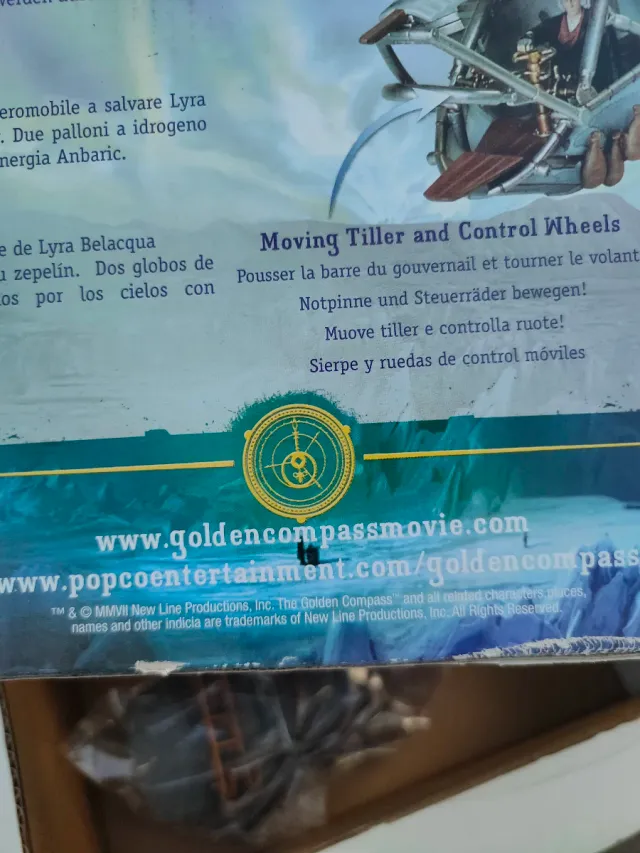 eromobile a salvare Lyra
. Due palloni a idrogeno
nergia Anbaric.
e de Lyra Belacqua
u zepelín. Dos globos de
os por los cielos con
Moving Tiller and Control Wheels
Pousser la barre du gouvernail et tourner le volant
Notpinne und Steuerräder bewegen!
Muove tiller e controlla ruote!
Sierpe y ruedas de control móviles
www.goldencompassmovie.com
www.popcoentertainment.com/goldencompass
™ & © MMVII New Line Productions, Inc. The Golden Compass™ and all related characters places,
names and other indicia are trademarks of New Line Productions, Inc. All Rights Reserved.